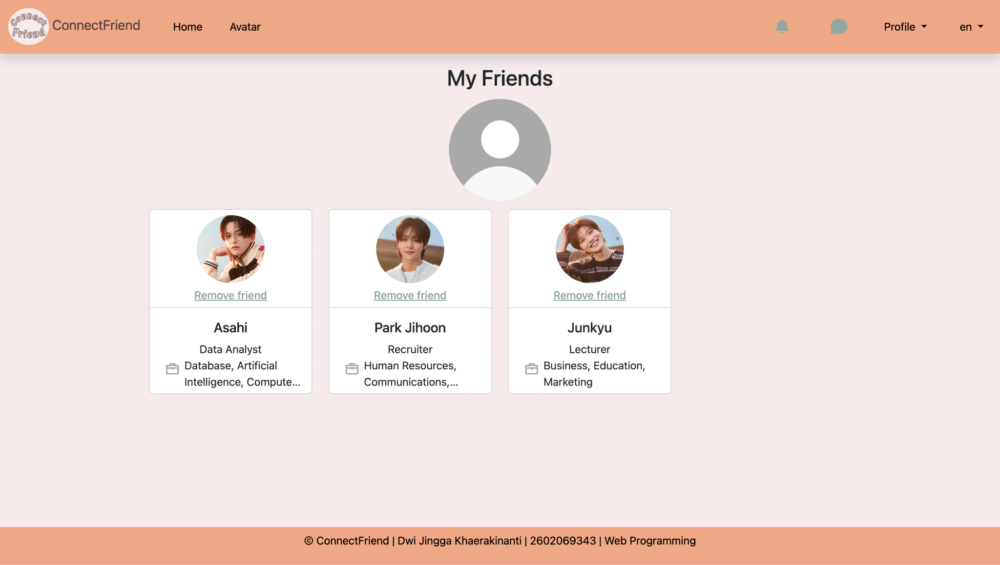 Connect
Friend
ConnectFriend
Home
Avatar
Profile
en
My Friends
Remove friend
Remove friend
Remove friend
Asahi
Data Analyst
Database, Artificial
Intelligence, Compute...
Park Jihoon
Recruiter
Human Resources,
Communications,...
Junkyu
Lecturer
Business, Education,
Marketing
© ConnectFriend | Dwi Jingga Khaerakinanti | 2602069343 | Web Programming